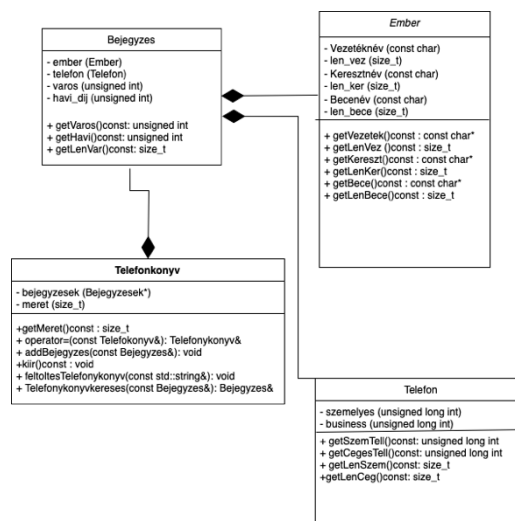 Bejegyzes
- ember (Ember)
- telefon (Telefon)
- varos (unsigned int)
- havi_dij (unsigned int)
+ getVaros()const: unsigned int
+ getHavi()const: unsigned int
+ getLenVar()const: size_t
Ember
- Vezetéknév (const char)
- len_vez (size_t)
- Keresztnév (const char)
- len_ker (size_t)
- Becenév (const char)
- len_bece (size_t)
+ getVezetek()const : const char*
+ getLenVez ()const : size_t
+ getKereszt()const : const char*
+ getLenKer()const : size_t
+ getBece()const : const char*
+ getLenBece()const : size_t
Telefonkonyv
- bejegyzesek (Bejegyzesek*)
- meret (size_t)
+getMeret()const : size_t
+ operator=(const Telefokonyv&): Telefonykonyv&
+ addBejegyzes(const Bejegyzes&): void
+kiir()const : void
+ feltoltesTelefonykonyv(const std::string&): void
+ Telefonykonyvkereses(const Bejegyzes&): Bejegyzes&
Telefon
- szemelyes (unsigned long int)
- business (unsigned long int)
+ getSzemTell()const: unsigned long int
+ getCegesTell()const: unsigned long int
+ getLenSzem()const: size_t
+getLenCeg()const: size_t